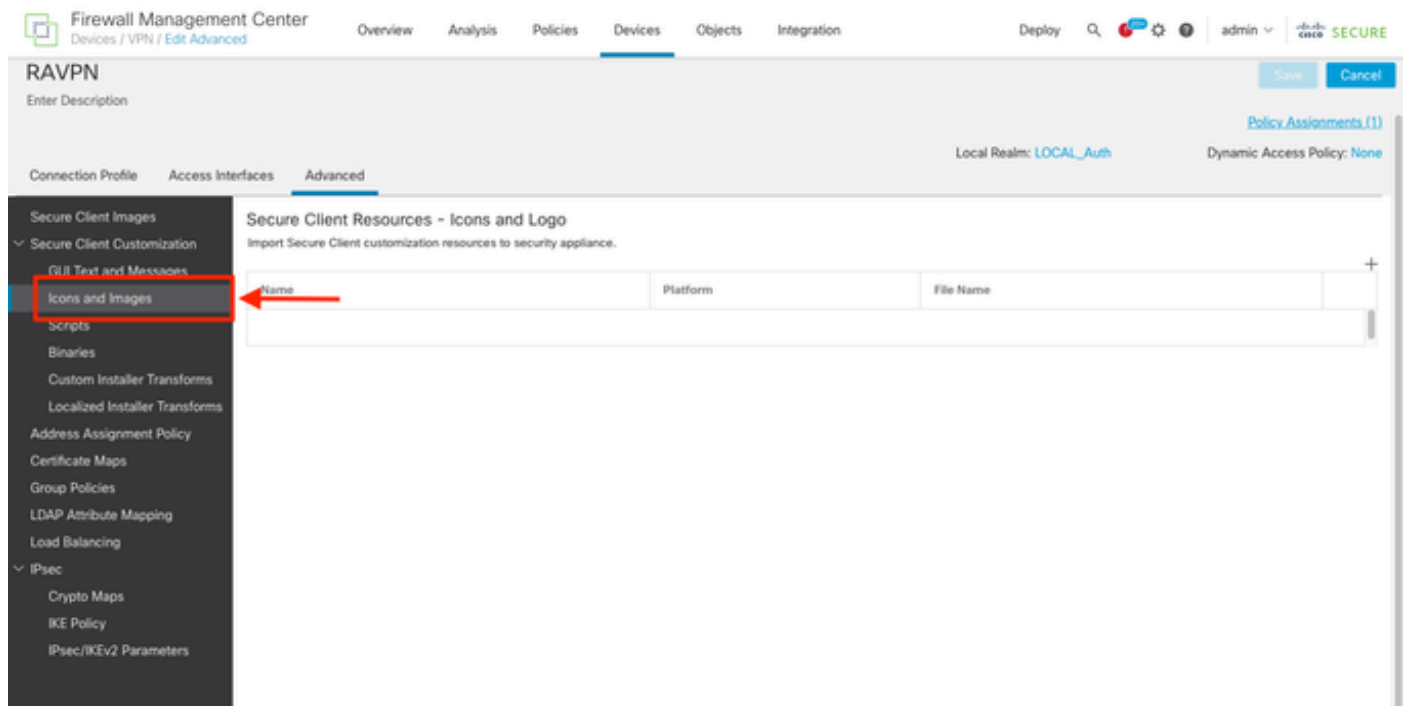 Firewall Management Center
Devices / VPN / Edit Advanced
Overview Analysis Policies Devices Objects Integration Deploy 20+ admin
cisco SECURE
RAVPN
Save Cancel
Enter Description
Policy Assignments (1)
Local Realm: LOCAL_Auth Dynamic Access Policy: None
Connection Profile Access Interfaces Advanced
Secure Client Images
Secure Client Customization
GUI Text and Messages
Icons and Images
Scripts
Binaries
Custom Installer Transforms
Localized Installer Transforms
Address Assignment Policy
Certificate Maps
Group Policies
LDAP Attribute Mapping
Load Balancing
IPsec
Crypto Maps
IKE Policy
IPsec/IKEv2 Parameters
Secure Client Resources - Icons and Logo
Import Secure Client customization resources to security appliance.
Name Platform File Name